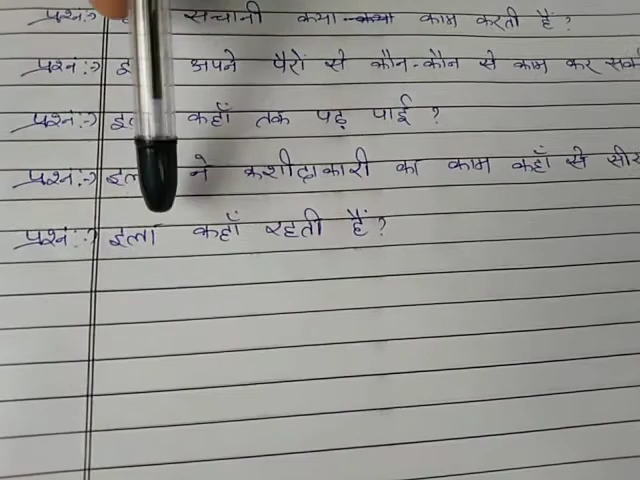 प्रश्न:-> सचानी क्या काम करती हैं?
प्रश्न:-> अपने पैरों से कौन-कौन से काम कर
प्रश्न:-> कहाँ तक पढ़ पाई?
प्रश्न:-> ने कशीदाकारी का काम कहाँ से
प्रश्न:-> इला कहाँ रहती हैं?